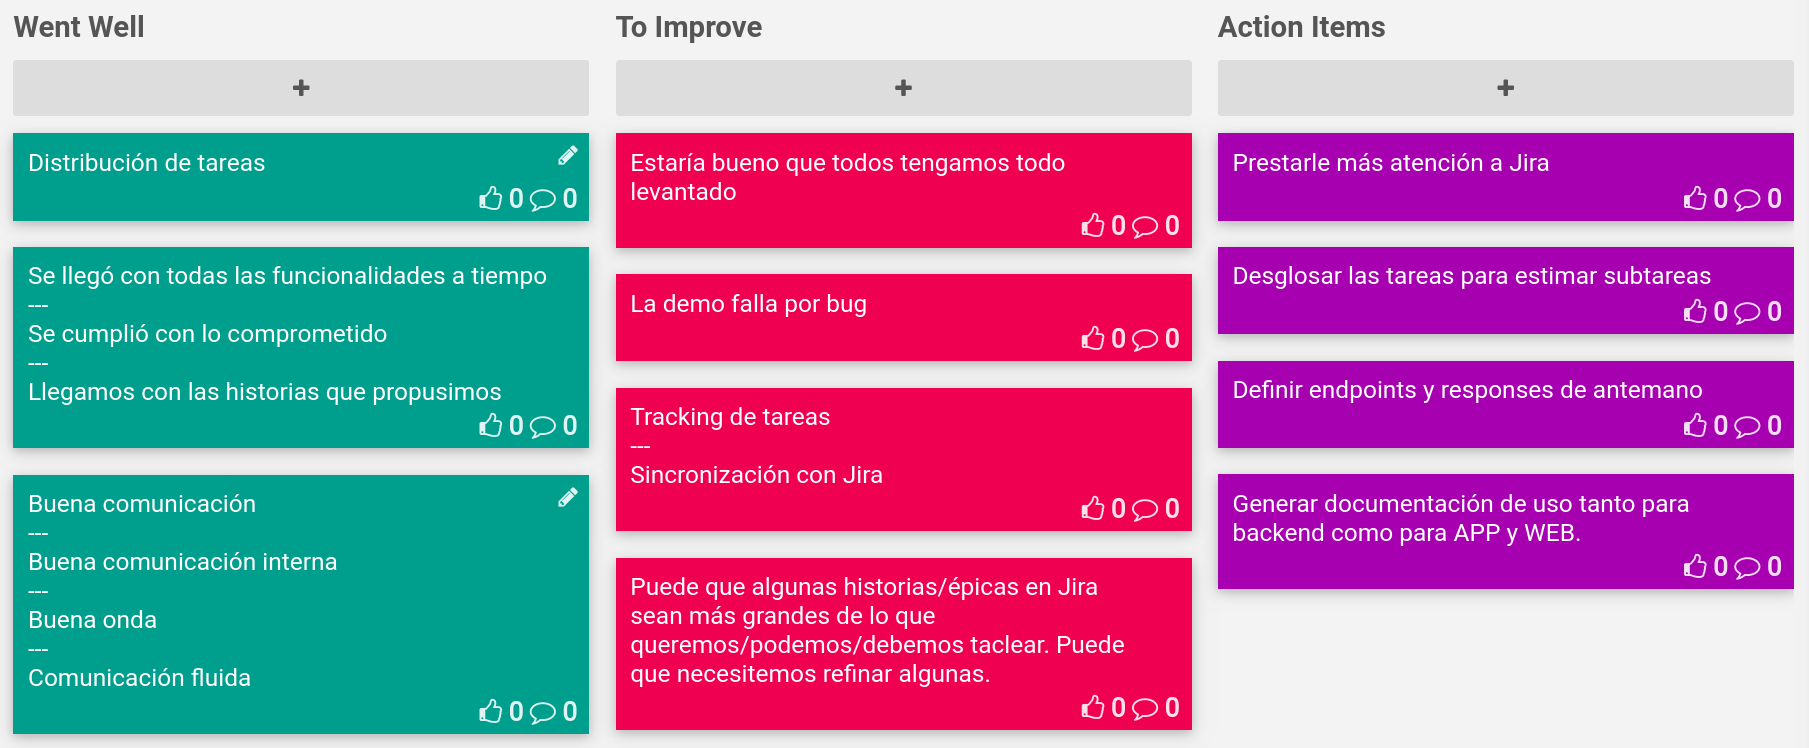 Went Well
+
Distribución de tareas
0 0
Se llegó con todas las funcionalidades a tiempo
---
Se cumplió con lo comprometido
---
Llegamos con las historias que propusimos
0 0
Buena comunicación
---
Buena comunicación interna
---
Buena onda
---
Comunicación fluida
0 0
To Improve
+
Estaría bueno que todos tengamos todo
levantado
0 0
La demo falla por bug
0 0
Tracking de tareas
---
Sincronización con Jira
0 0
Puede que algunas historias/épicas en Jira
sean más grandes de lo que
queremos/podemos/debemos taclear. Puede
que necesitemos refinar algunas.
0 0
Action Items
+
Prestarle más atención a Jira
0 0
Desglosar las tareas para estimar subtareas
0 0
Definir endpoints y responses de antemano
0 0
Generar documentación de uso tanto para
backend como para APP y WEB.
0 0